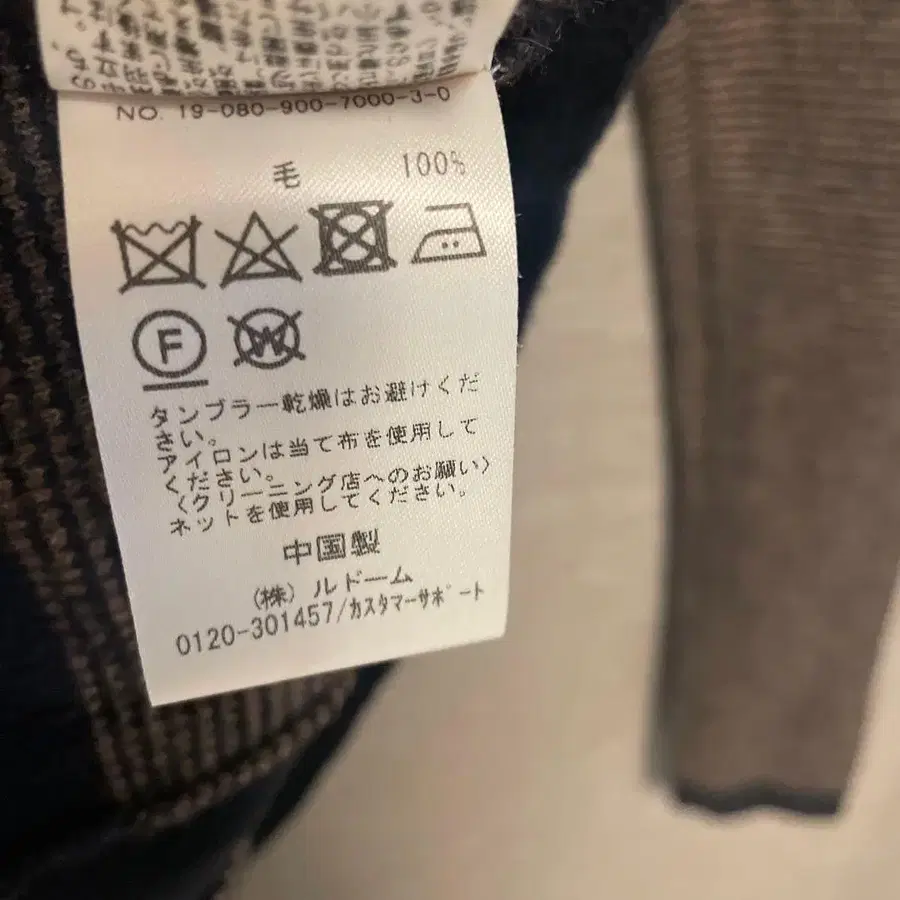 NO. 19-080-900-7000-3-0
毛 100%
F
W
タンブラー乾燥はお避けくだ
さい。
アイロンは当て布を使用して
ください。
〈クリーニング店へのお願い〉
ネットを使用してください。
中国製
(株) ルドーム
0120-301457/カスタマーサポート